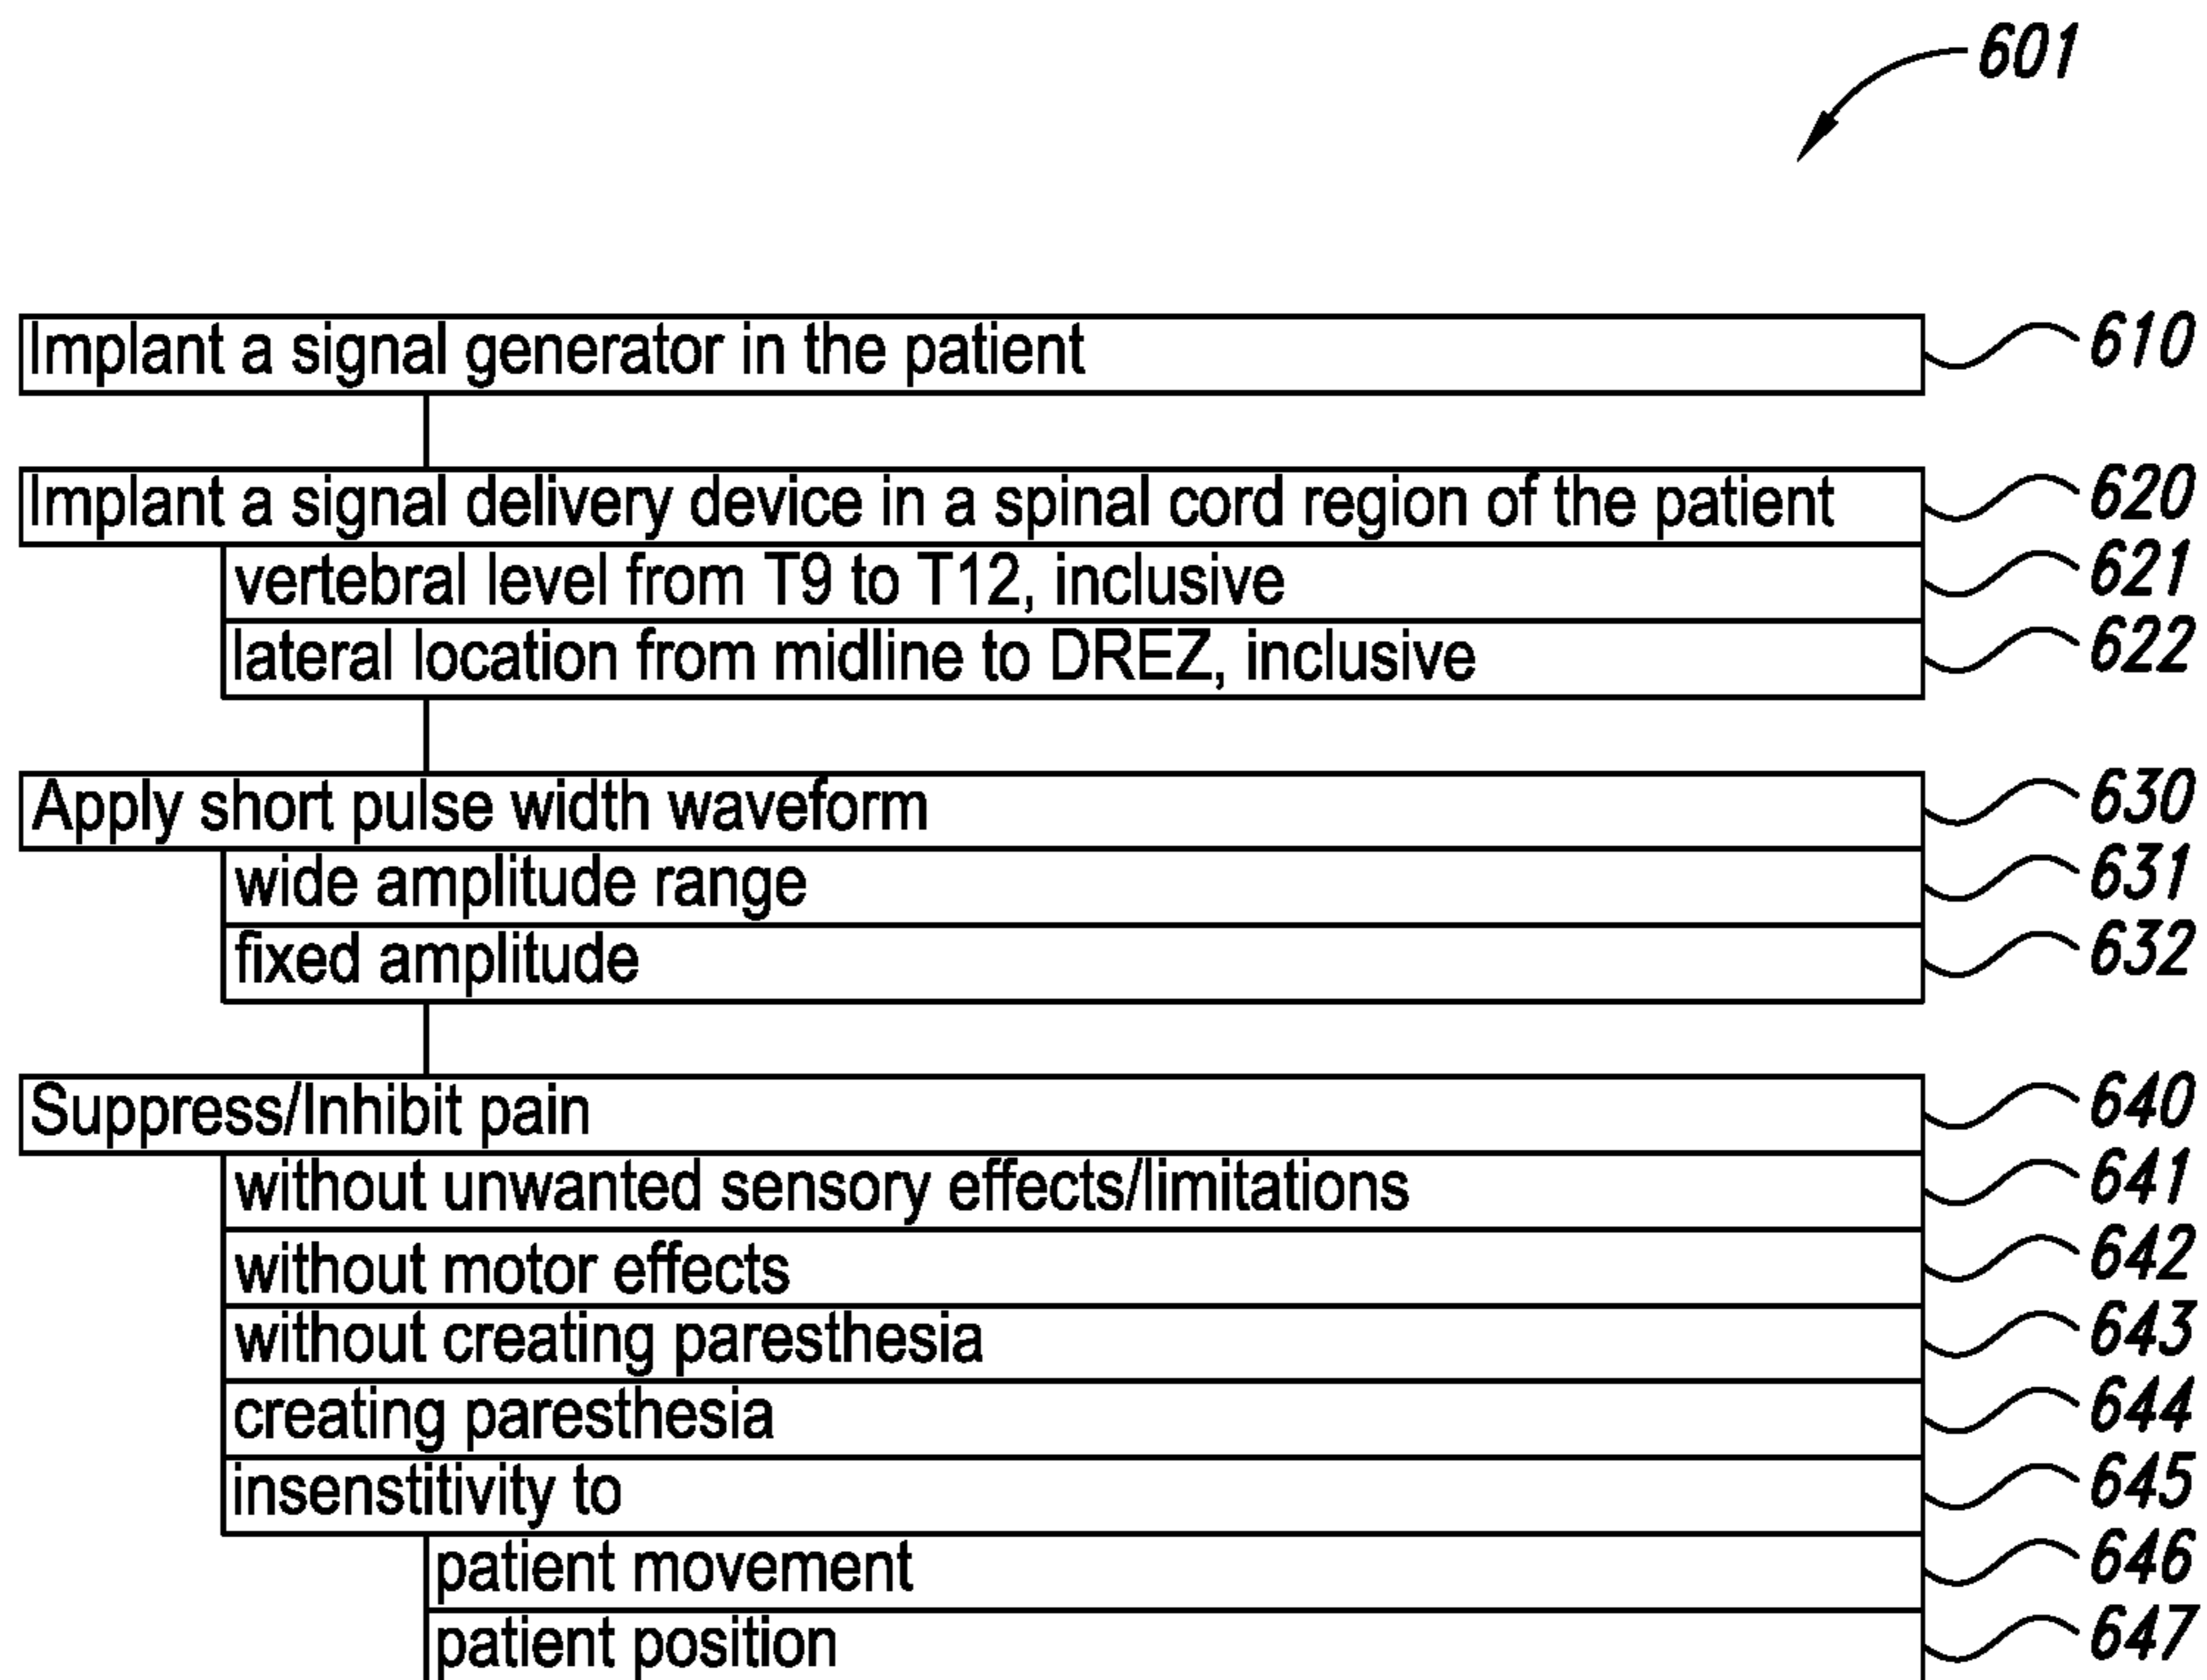 601
Implant a signal generator in the patient 610
Implant a signal delivery device in a spinal cord region of the patient 620
vertebral level from T9 to T12, inclusive 621
lateral location from midline to DREZ, inclusive 622
Apply short pulse width waveform 630
wide amplitude range 631
fixed amplitude 632
Suppress/Inhibit pain 640
without unwanted sensory effects/limitations 641
without motor effects 642
without creating paresthesia 643
creating paresthesia 644
insenstitivity to 645
patient movement 646
patient position 647